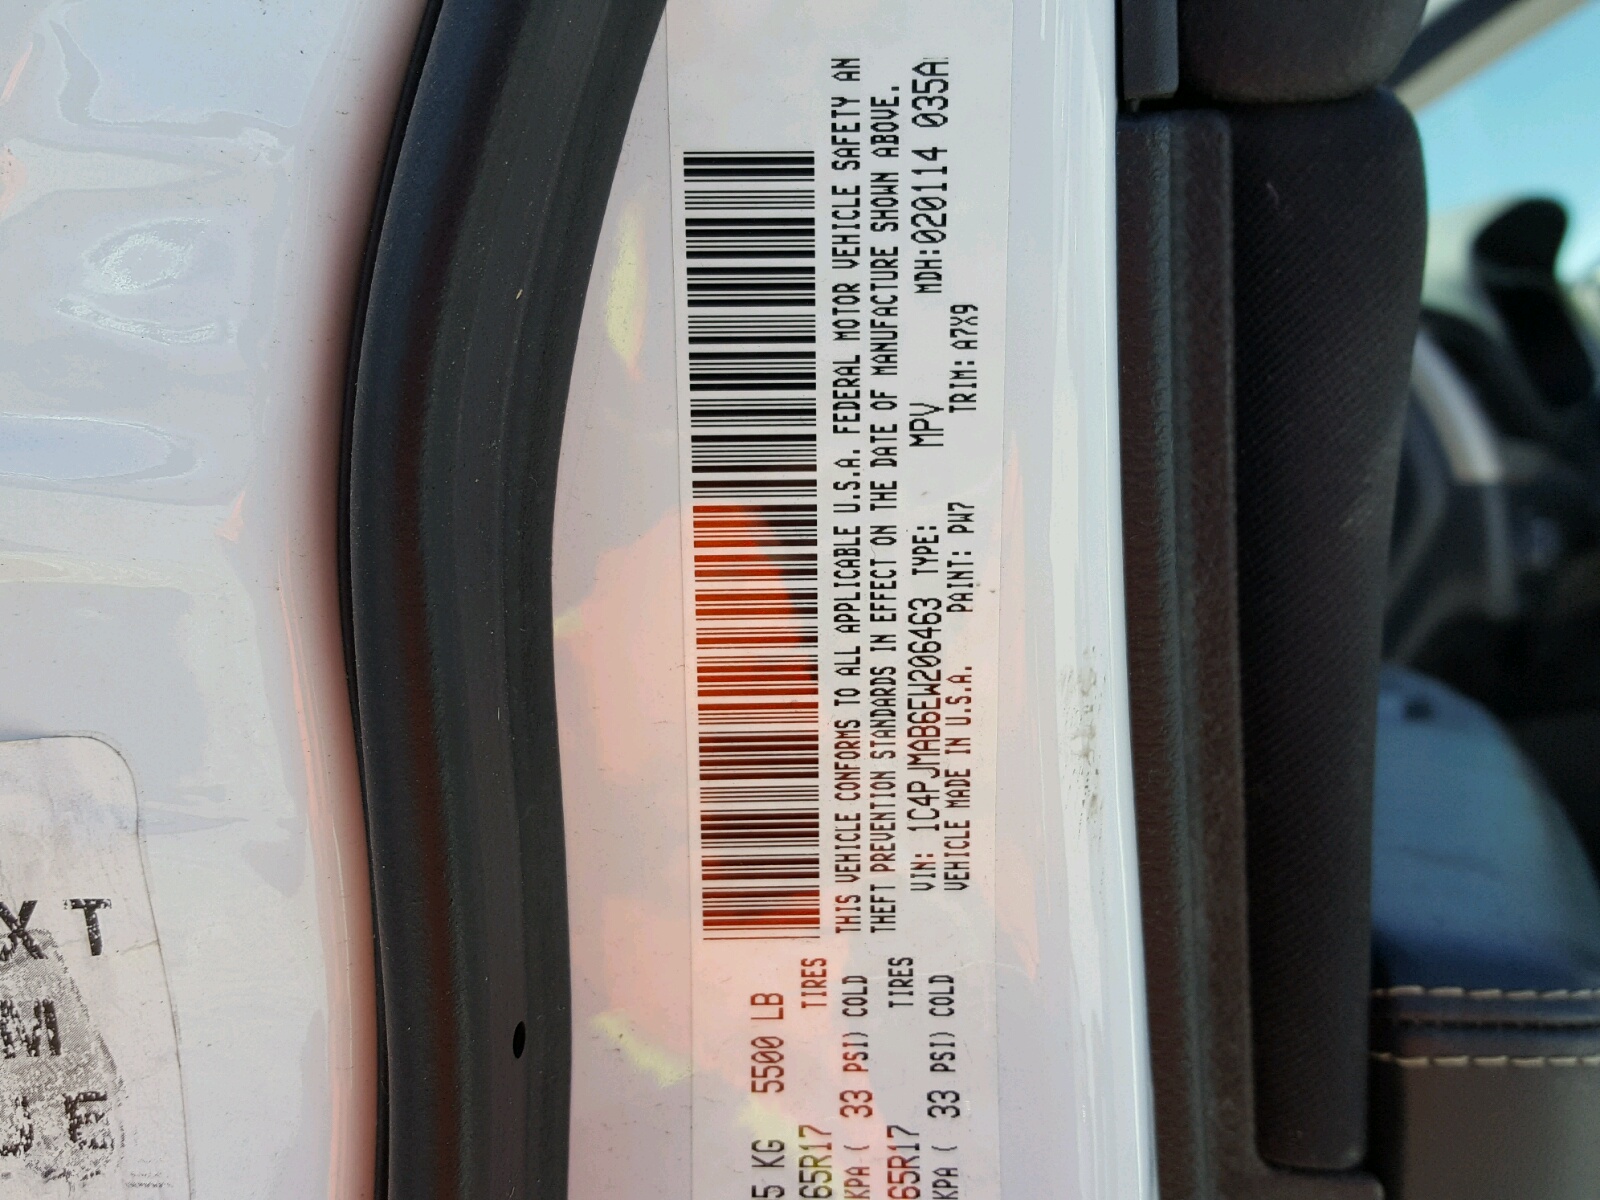 5 KG 5500 LB
65R17 TIRES
KPA ( 33 PSI) COLD
65R17 TIRES
KPA ( 33 PSI) COLD
THIS VEHICLE CONFORMS TO ALL APPLICABLE U.S.A. FEDERAL MOTOR VEHICLE SAFETY AN
THEFT PREVENTION STANDARDS IN EFFECT ON THE DATE OF MANUFACTURE SHOWN ABOVE.
VIN: 1C4PJMAB6EW206463 TYPE: MPV MDH:020114 035A
VEHICLE MADE IN U.S.A. PAINT: PW7 TRIM: A7X9
XT
M
UE